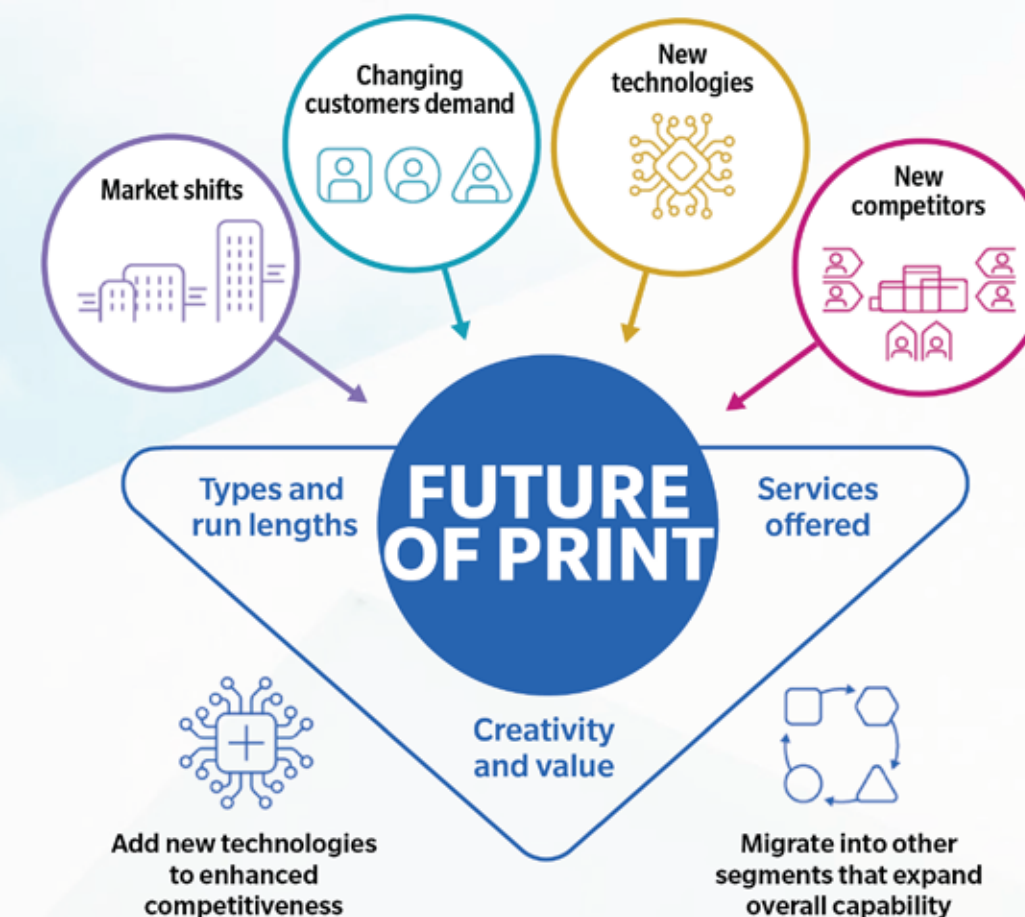 Changing
customers demand
New
technologies
Market shifts
New
competitors
Types and
run lengths
FUTURE
OF PRINT
Services
offered
Creativity
and value
Add new technologies
to enhanced
competitiveness
Migrate into other
segments that expand
overall capability